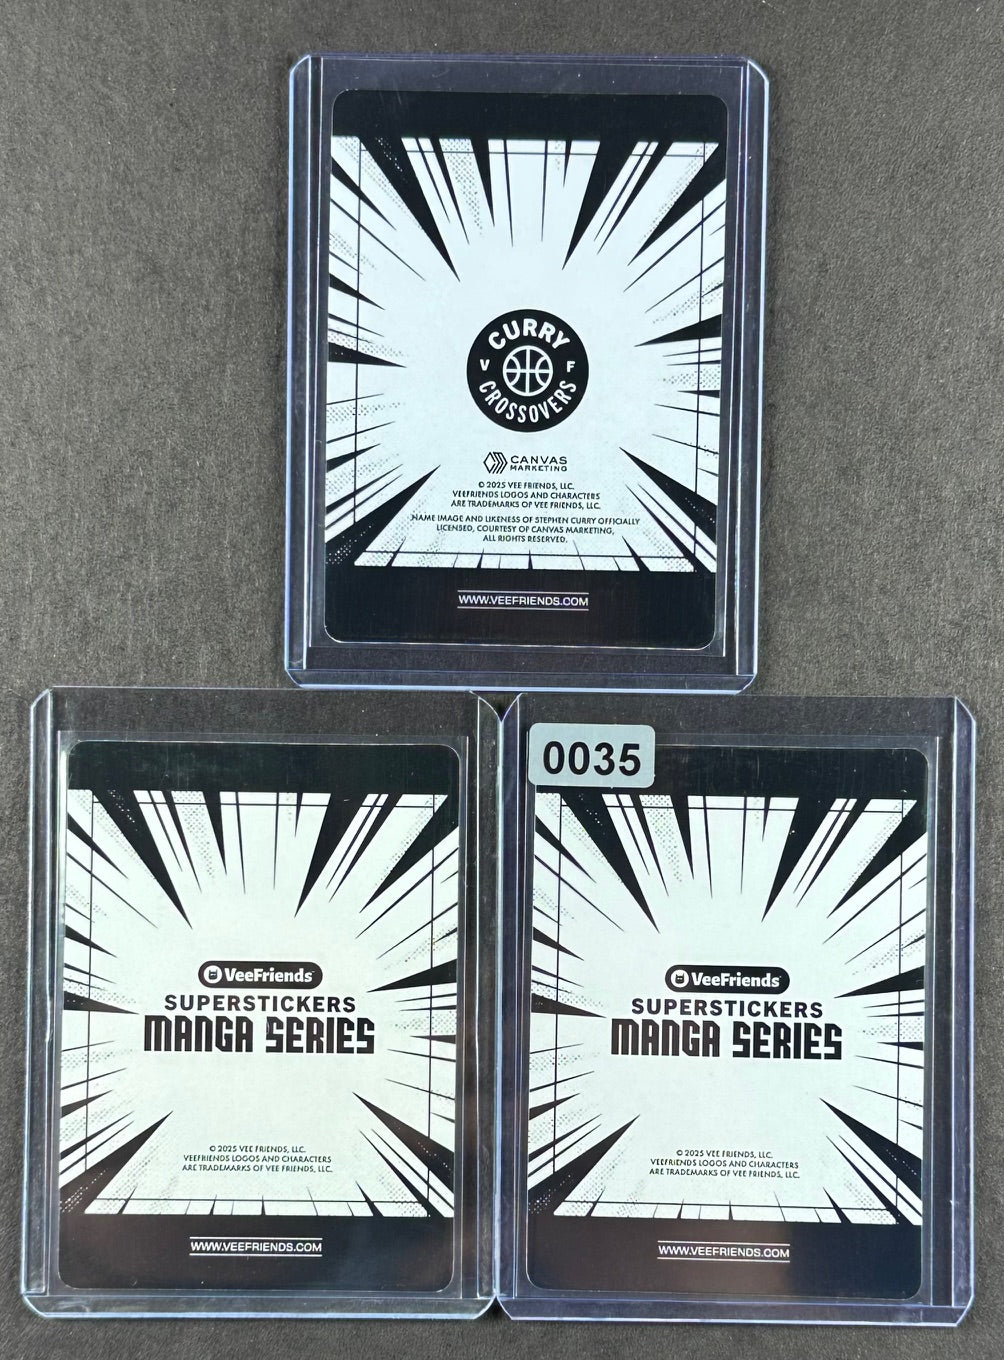 CURRY
V F
CROSSOVERS
CANVAS
MARKETING
© 2025 VEE FRIENDS, LLC.
VEEFRIENDS LOGOS AND CHARACTERS
ARE TRADEMARKS OF VEE FRIENDS, LLC.
NAME IMAGE AND LIKENESS OF STEPHEN CURRY OFFICIALLY
LICENSED, COURTESY OF CANVAS MARKETING,
ALL RIGHTS RESERVED.
WWW.VEEFRIENDS.COM
VeeFriends
SUPERSTICKERS
MANGA SERIES
© 2025 VEE FRIENDS, LLC.
VEEFRIENDS LOGOS AND CHARACTERS
ARE TRADEMARKS OF VEE FRIENDS, LLC.
WWW.VEEFRIENDS.COM
0035
VeeFriends
SUPERSTICKERS
MANGA SERIES
© 2025 VEE FRIENDS, LLC.
VEEFRIENDS LOGOS AND CHARACTERS
ARE TRADEMARKS OF VEE FRIENDS, LLC.
WWW.VEEFRIENDS.COM